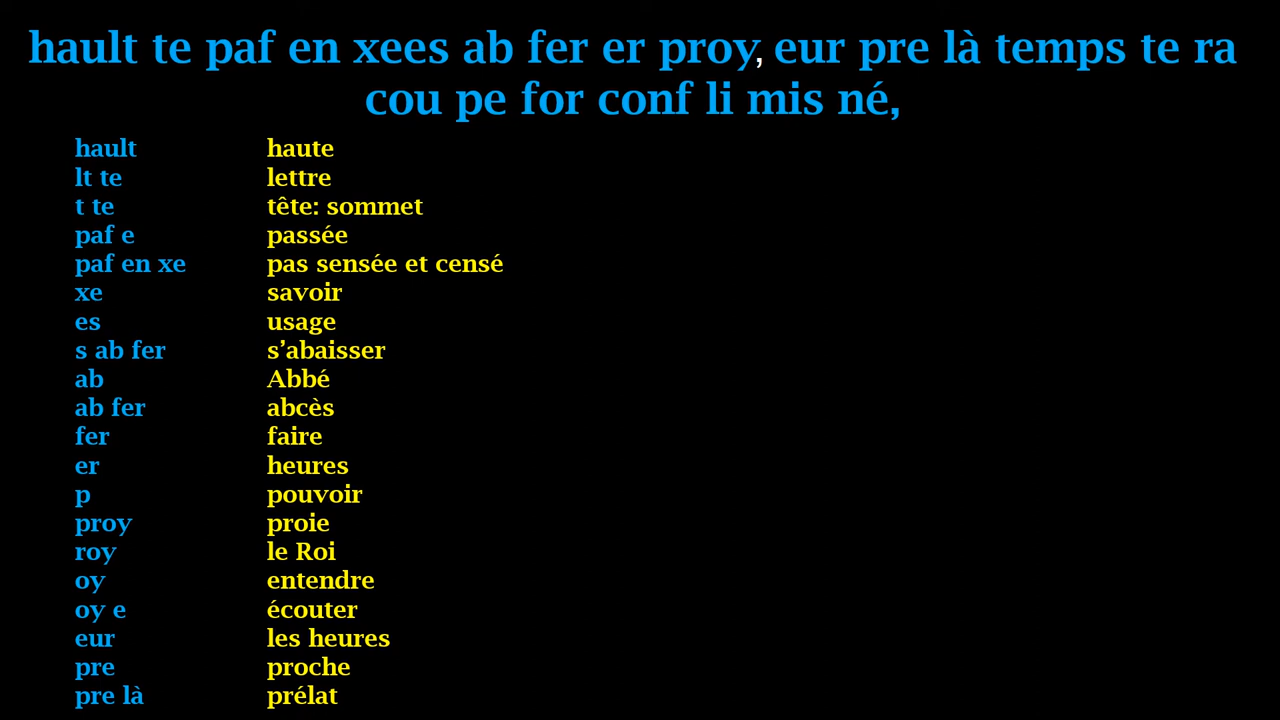 hault te paf en xees ab fer er proy, eur pre là temps te ra
cou pe for conf li mis né,
hault haute
lt te lettre
t te tête: sommet
paf e passée
paf en xe pas sensée et censé
xe savoir
es usage
s ab fer s’abaisser
ab Abbé
ab fer abcès
fer faire
er heures
p pouvoir
proy proie
roy le Roi
oy entendre
oy e écouter
eur les heures
pre proche
pre là prélat